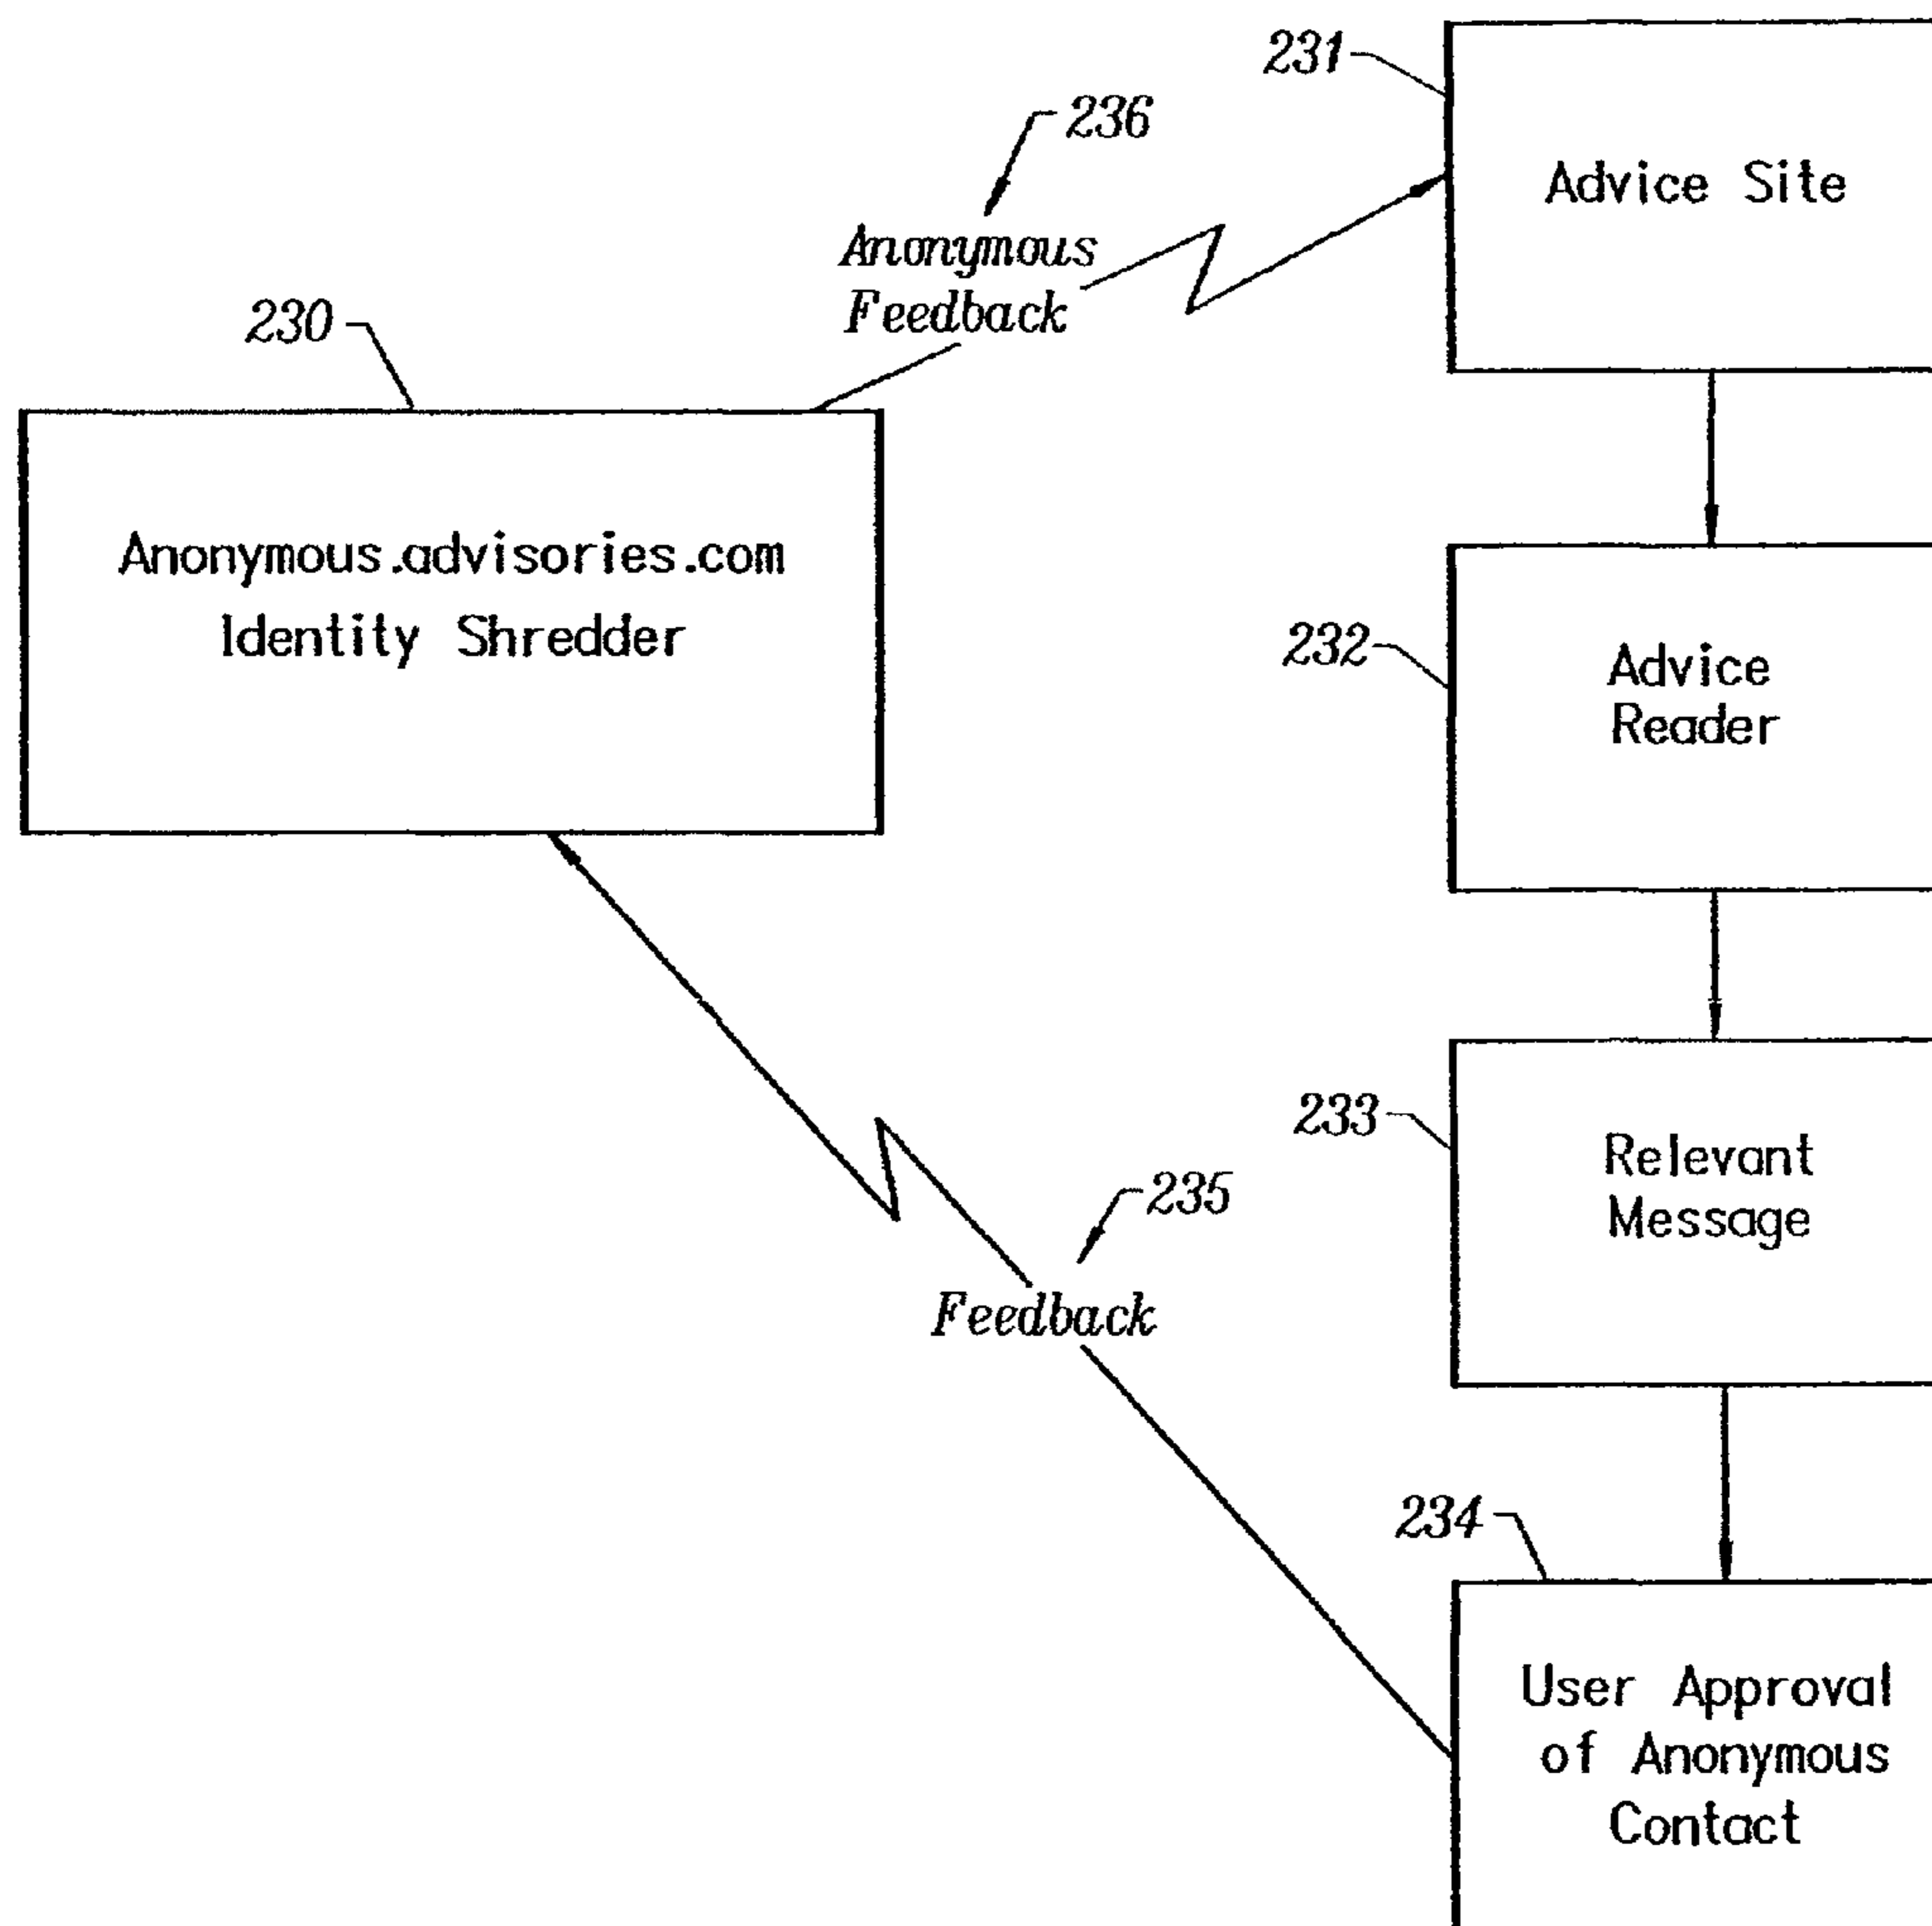 231
Advice Site
236
Anonymous
Feedback
230
Anonymous.advisories.com
Identity Shredder
232
Advice
Reader
233
Relevant
Message
235
Feedback
234
User Approval
of Anonymous
Contact